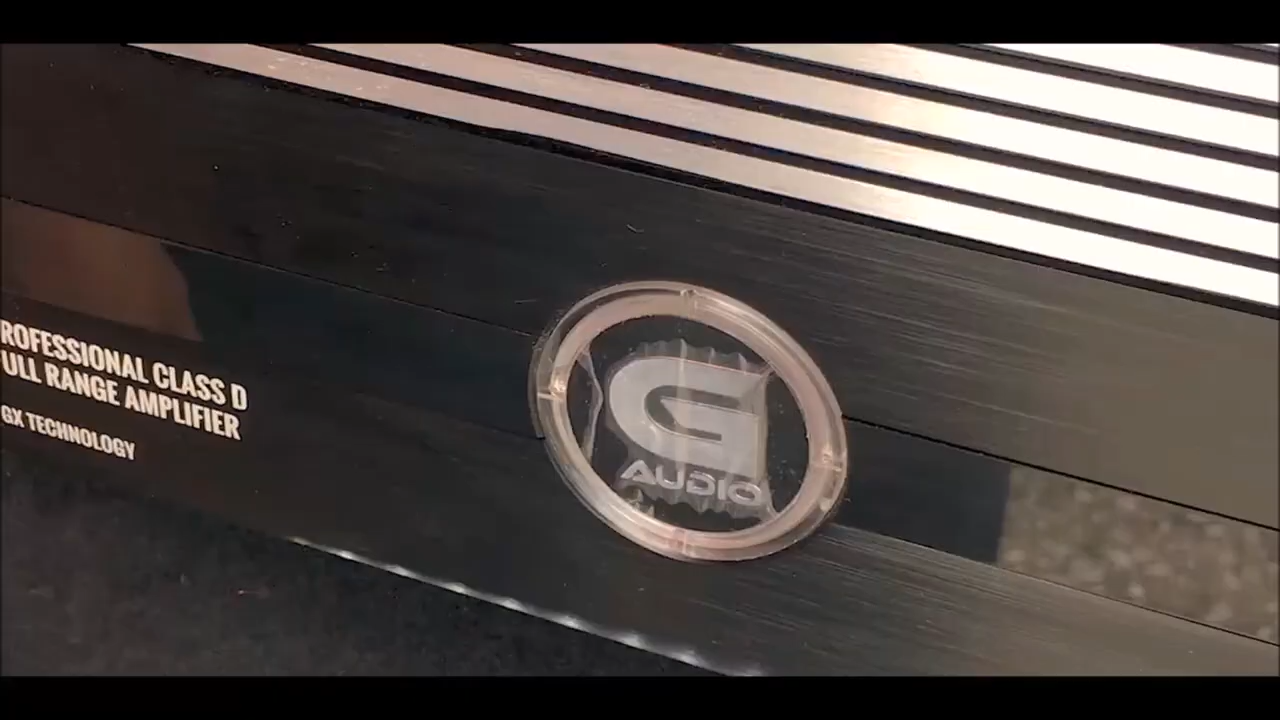 ROFESSIONAL CLASS D
ULL RANGE AMPLIFIER
GX TECHNOLOGY
G
AUDIO